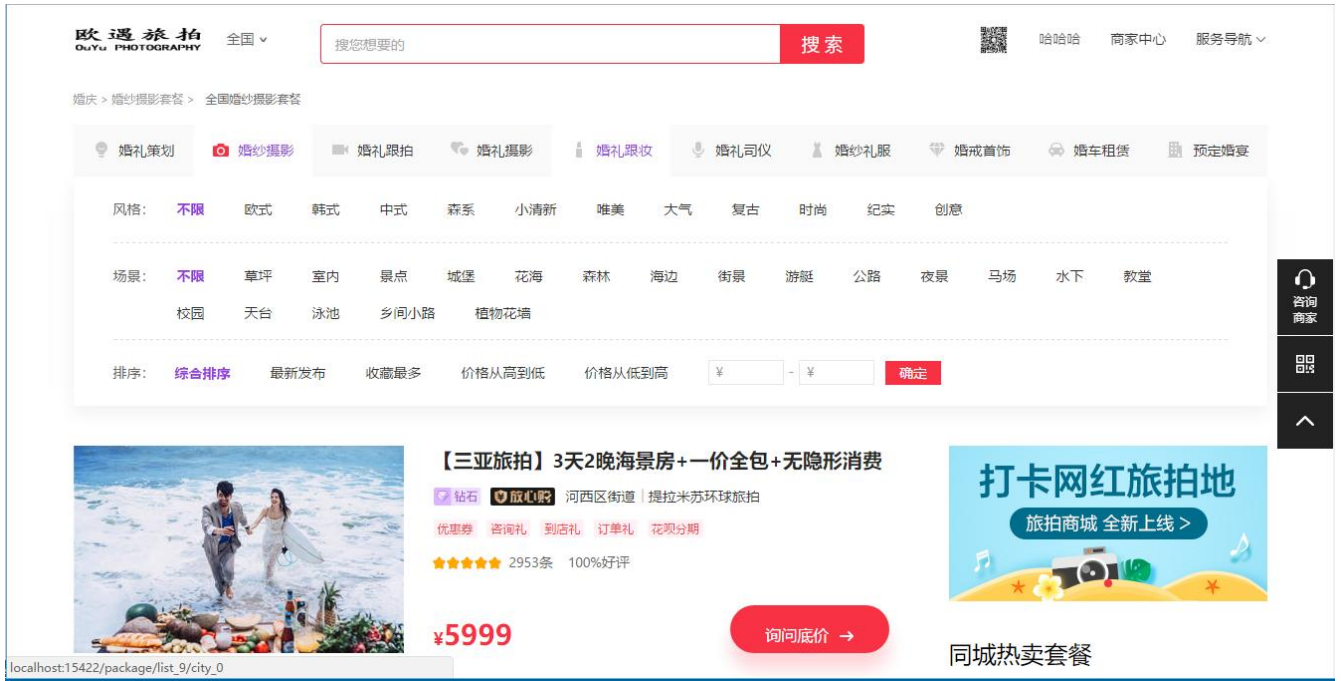 欧遇旅拍
OuYu PHOTOGRAPHY
全国
搜您想要的
搜索
哈哈哈 商家中心 服务导航
婚庆 > 婚纱摄影套餐 > 全国婚纱摄影套餐
婚礼策划 婚纱摄影 婚礼跟拍 婚礼摄影 婚礼跟妆 婚礼司仪 婚纱礼服 婚戒首饰 婚车租赁 预定婚宴
风格: 不限 欧式 韩式 中式 森系 小清新 唯美 大气 复古 时尚 纪实 创意
场景: 不限 草坪 室内 景点 城堡 花海 森林 海边 街景 游艇 公路 夜景 马场 水下 教堂
校园 天台 泳池 乡间小路 植物花墙
排序: 综合排序 最新发布 收藏最多 价格从高到低 价格从低到高 ¥ - ¥ 确定
咨询
商家
【三亚旅拍】3天2晚海景房+一价全包+无隐形消费
钻石 放心购 河西区街道 | 提拉米苏环球旅拍
优惠券 咨询礼 到店礼 订单礼 花呗分期
2953条 100%好评
¥5999
询问底价 →
打卡网红旅拍地
旅拍商城 全新上线 >
同城热卖套餐
localhost:15422/package/list_9/city_0